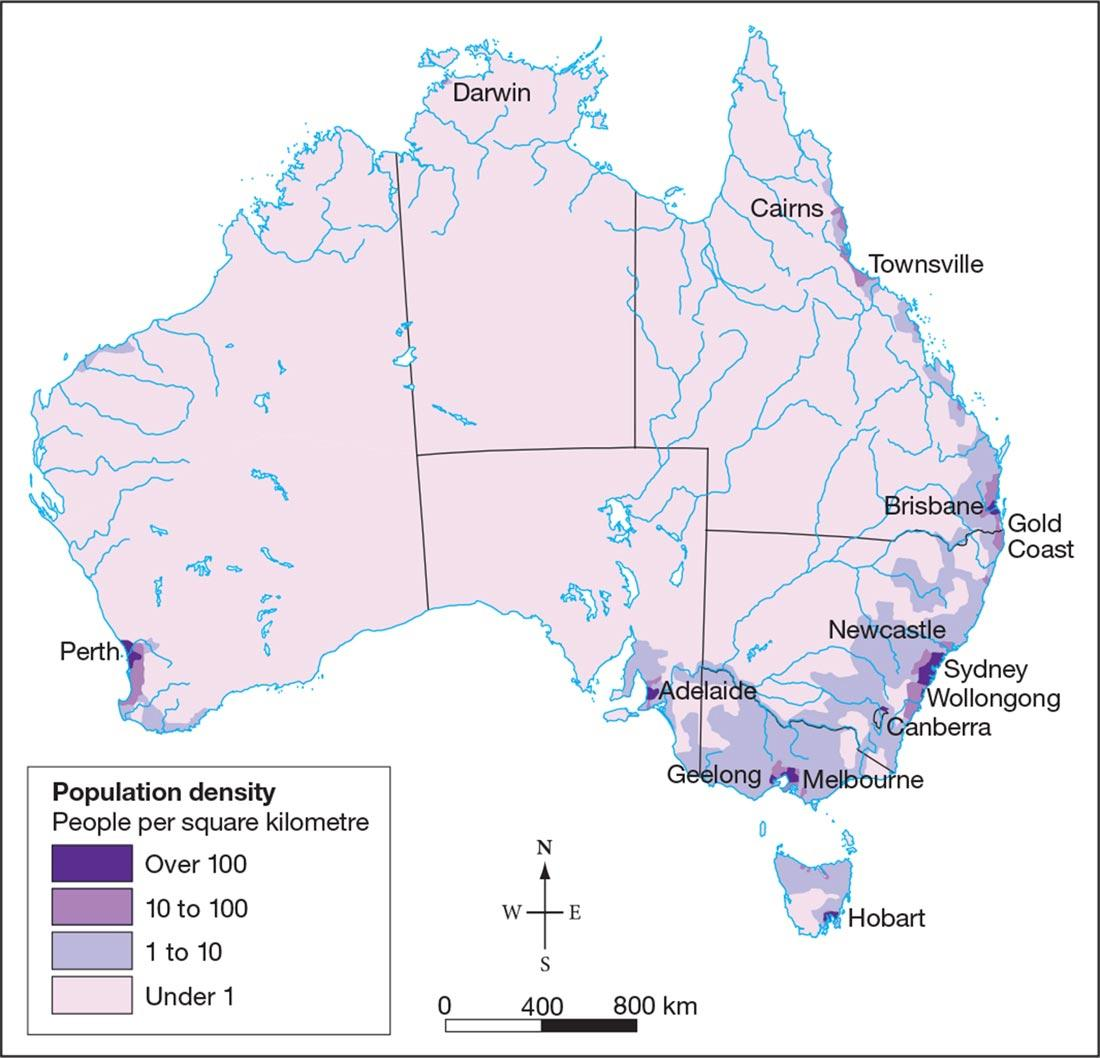 Darwin
Cairns
Townsville
Brisbane
Gold
Coast
Newcastle
Perth
Sydney
Adelaide
Wollongong
Canberra
Geelong
Melbourne
Hobart
Population density
People per square kilometre
Over 100
10 to 100
1 to 10
Under 1
N
W
E
S
0
400
800 km